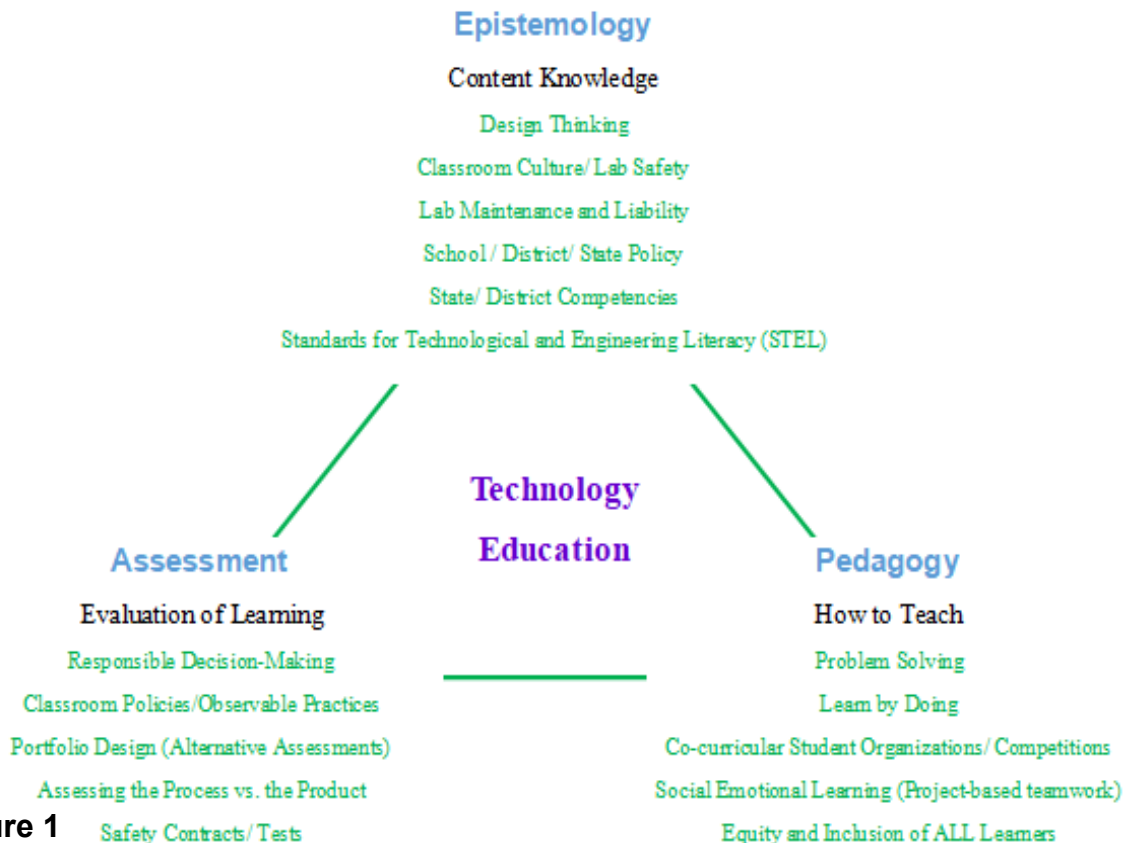 Epistemology
Content Knowledge
Design Thinking
Classroom Culture/ Lab Safety
Lab Maintenance and Liability
School / District/ State Policy
State/ District Competencies
Standards for Technological and Engineering Literacy (STEL)
Technology
Education
Assessment
Evaluation of Learning
Responsible Decision-Making
Classroom Policies/Observable Practices
Portfolio Design (Alternative Assessments)
Assessing the Process vs. the Product
Safety Contracts/ Tests
Pedagogy
How to Teach
Problem Solving
Learn by Doing
Co-curricular Student Organizations/ Competitions
Social Emotional Learning (Project-based teamwork)
Equity and Inclusion of ALL Learners
ure 1